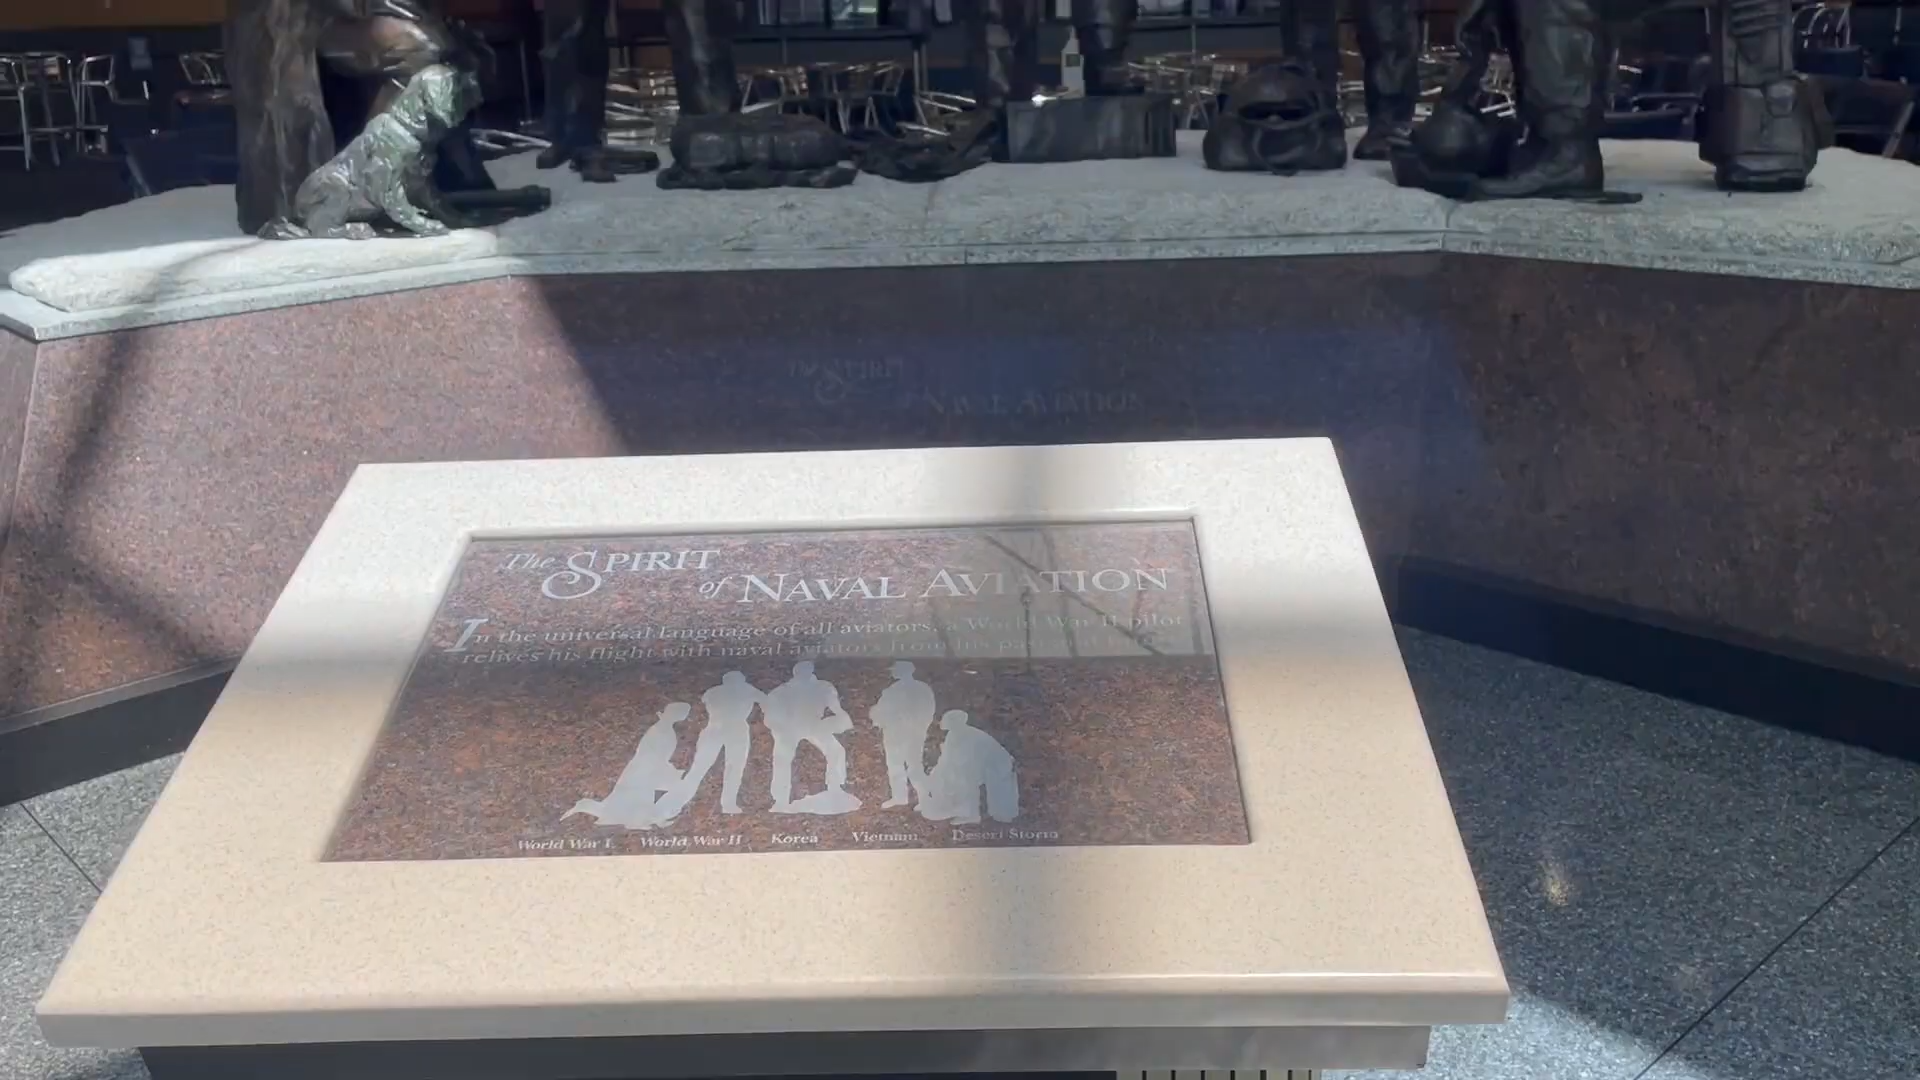 The SPIRIT
NAVAL AVIATION
The SPIRIT
of NAVAL AVIATION
In the universal language of all aviators, a World War II pilot
relives his flight with naval aviators from his past
World War I World War II Korea Vietnam Desert Storm